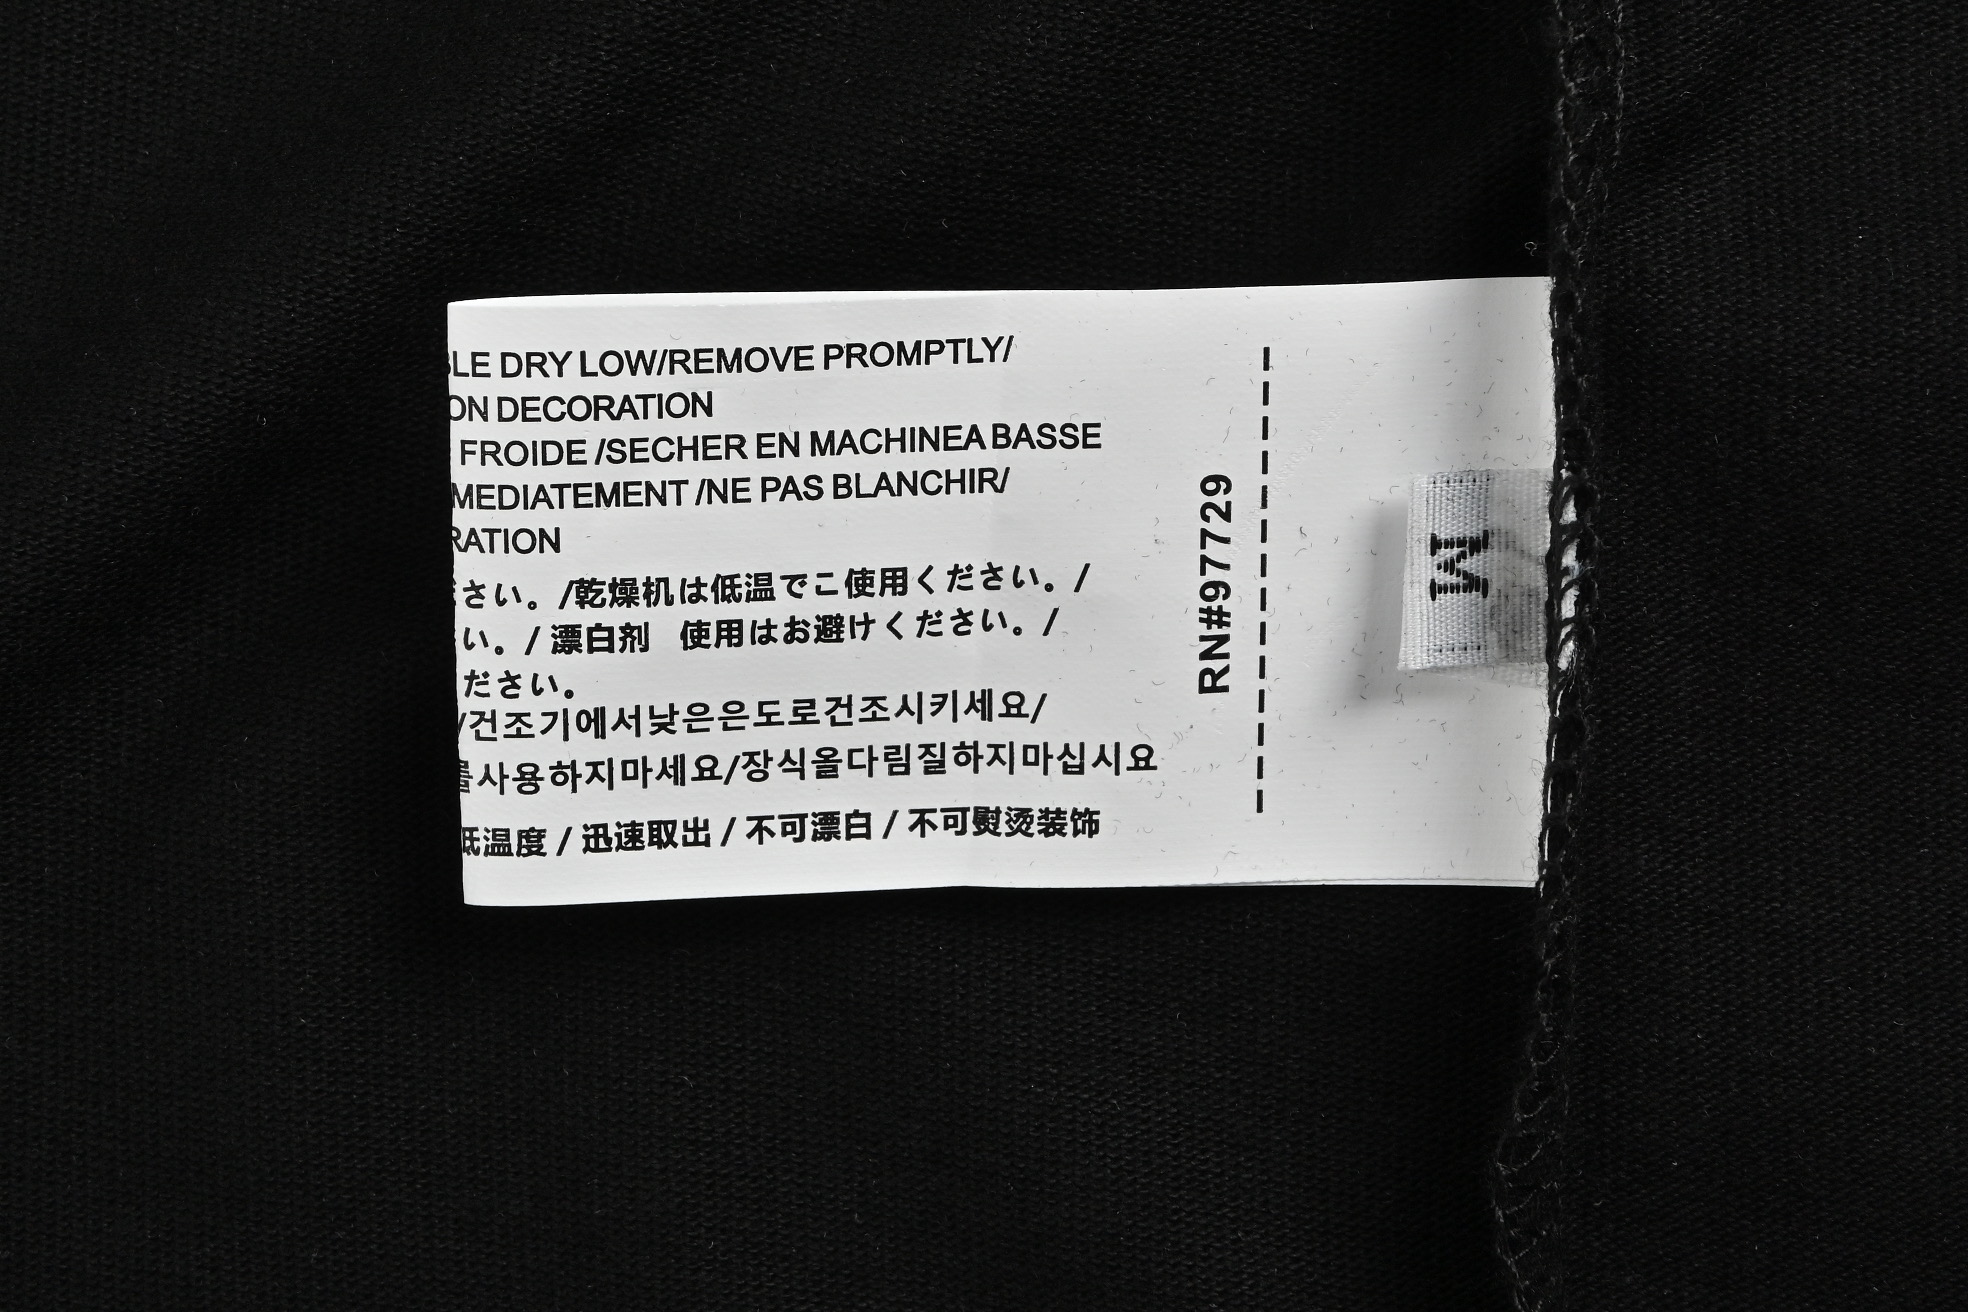 LE DRY LOW/REMOVE PROMPTLY/
ON DECORATION
FROIDE /SECHER EN MACHINEA BASSE
MEDIATEMENT /NE PAS BLANCHIR/
RATION
さい。/乾燥机は低温でご使用ください。/
い。/ 漂白剂　使用はお避けください。/
ださい。
/건조기에서낮은은도로건조시키세요/
를사용하지마세요/장식을다림질하지마십시요
低温度 / 迅速取出 / 不可漂白 / 不可熨烫装饰
RN#97729
M